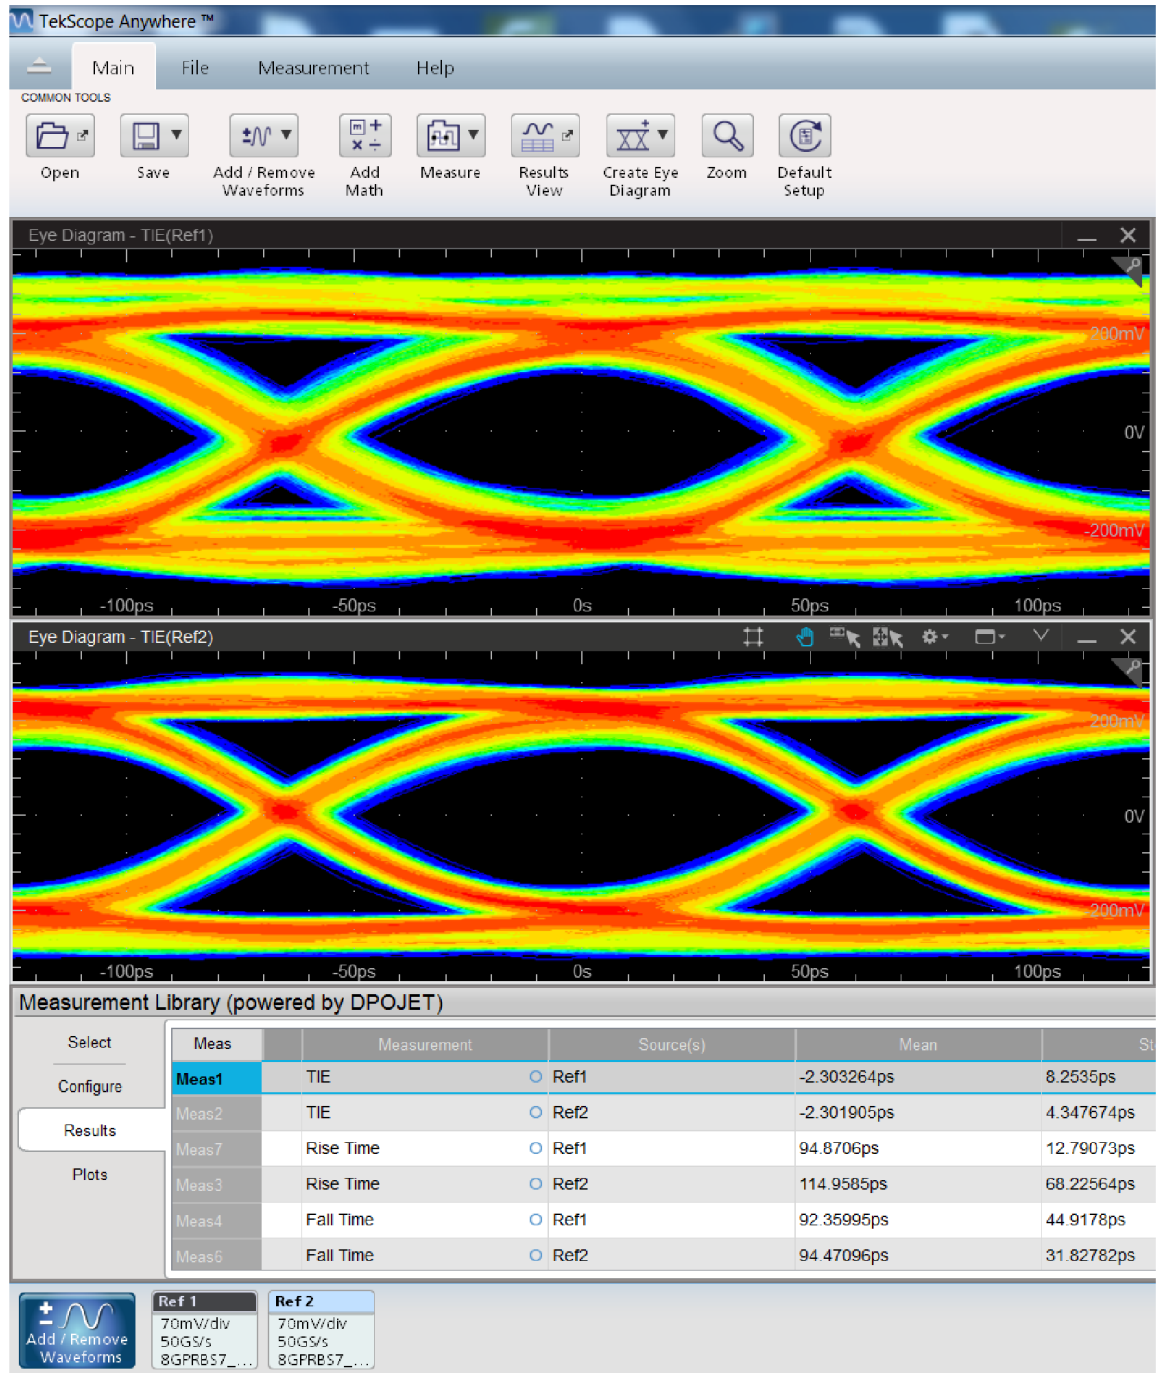 TekScope Anywhere ™
Main File Measurement Help
COMMON TOOLS
Open Save Add / Remove Waveforms Add Math Measure Results View Create Eye Diagram Zoom Default Setup
Eye Diagram - TIE(Ref1)
200mV
0V
-200mV
-100ps -50ps 0s 50ps 100ps
Eye Diagram - TIE(Ref2)
200mV
0V
-200mV
-100ps -50ps 0s 50ps 100ps
Measurement Library (powered by DPOJET)
Select
Configure
Results
Plots
Meas Measurement Source(s) Mean St
Meas1 TIE Ref1 -2.303264ps 8.2535ps
Meas2 TIE Ref2 -2.301905ps 4.347674ps
Meas7 Rise Time Ref1 94.8706ps 12.79073ps
Meas3 Rise Time Ref2 114.9585ps 68.22564ps
Meas4 Fall Time Ref1 92.35995ps 44.9178ps
Meas6 Fall Time Ref2 94.47096ps 31.82782ps
Add / Remove
Waveforms
Ref 1
70mV/div
50GS/s
8GPRBS7_...
Ref 2
70mV/div
50GS/s
8GPRBS7_...